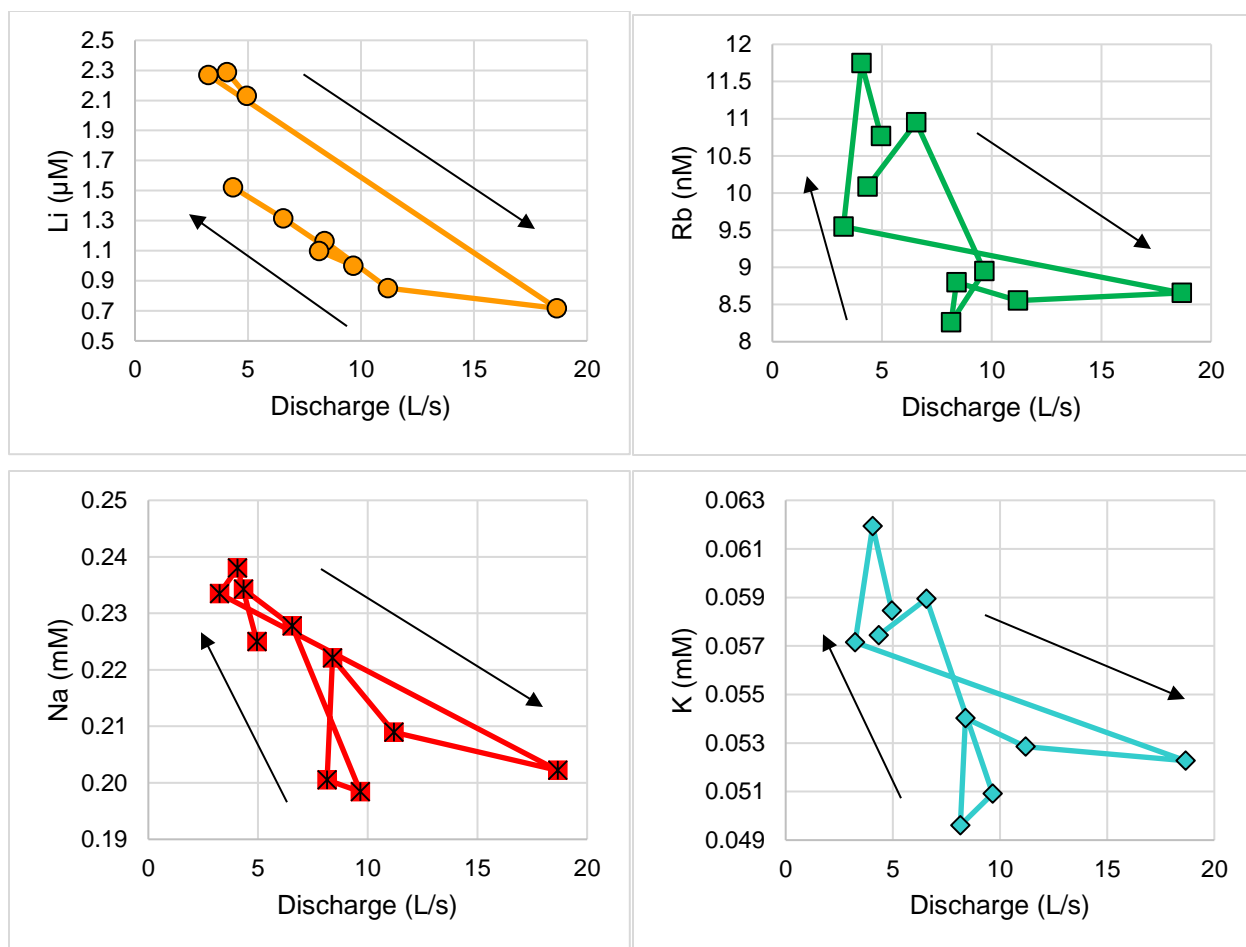 2.5
2.3
2.1
1.9
1.7
1.5
1.3
1.1
0.9
0.7
0.5
Li (µM)
0 5 10 15 20
Discharge (L/s)
12
11.5
11
10.5
10
9.5
9
8.5
8
Rb (nM)
0 5 10 15 20
Discharge (L/s)
0.25
0.24
0.23
0.22
0.21
0.20
0.19
Na (mM)
0 5 10 15 20
Discharge (L/s)
0.063
0.061
0.059
0.057
0.055
0.053
0.051
0.049
K (mM)
0 5 10 15 20
Discharge (L/s)